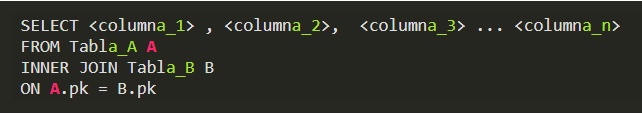 SELECT <columna_1> , <columna_2>,  <columna_3> ... <columna_n>
FROM Tabla_A A
INNER JOIN Tabla_B B
ON A.pk = B.pk